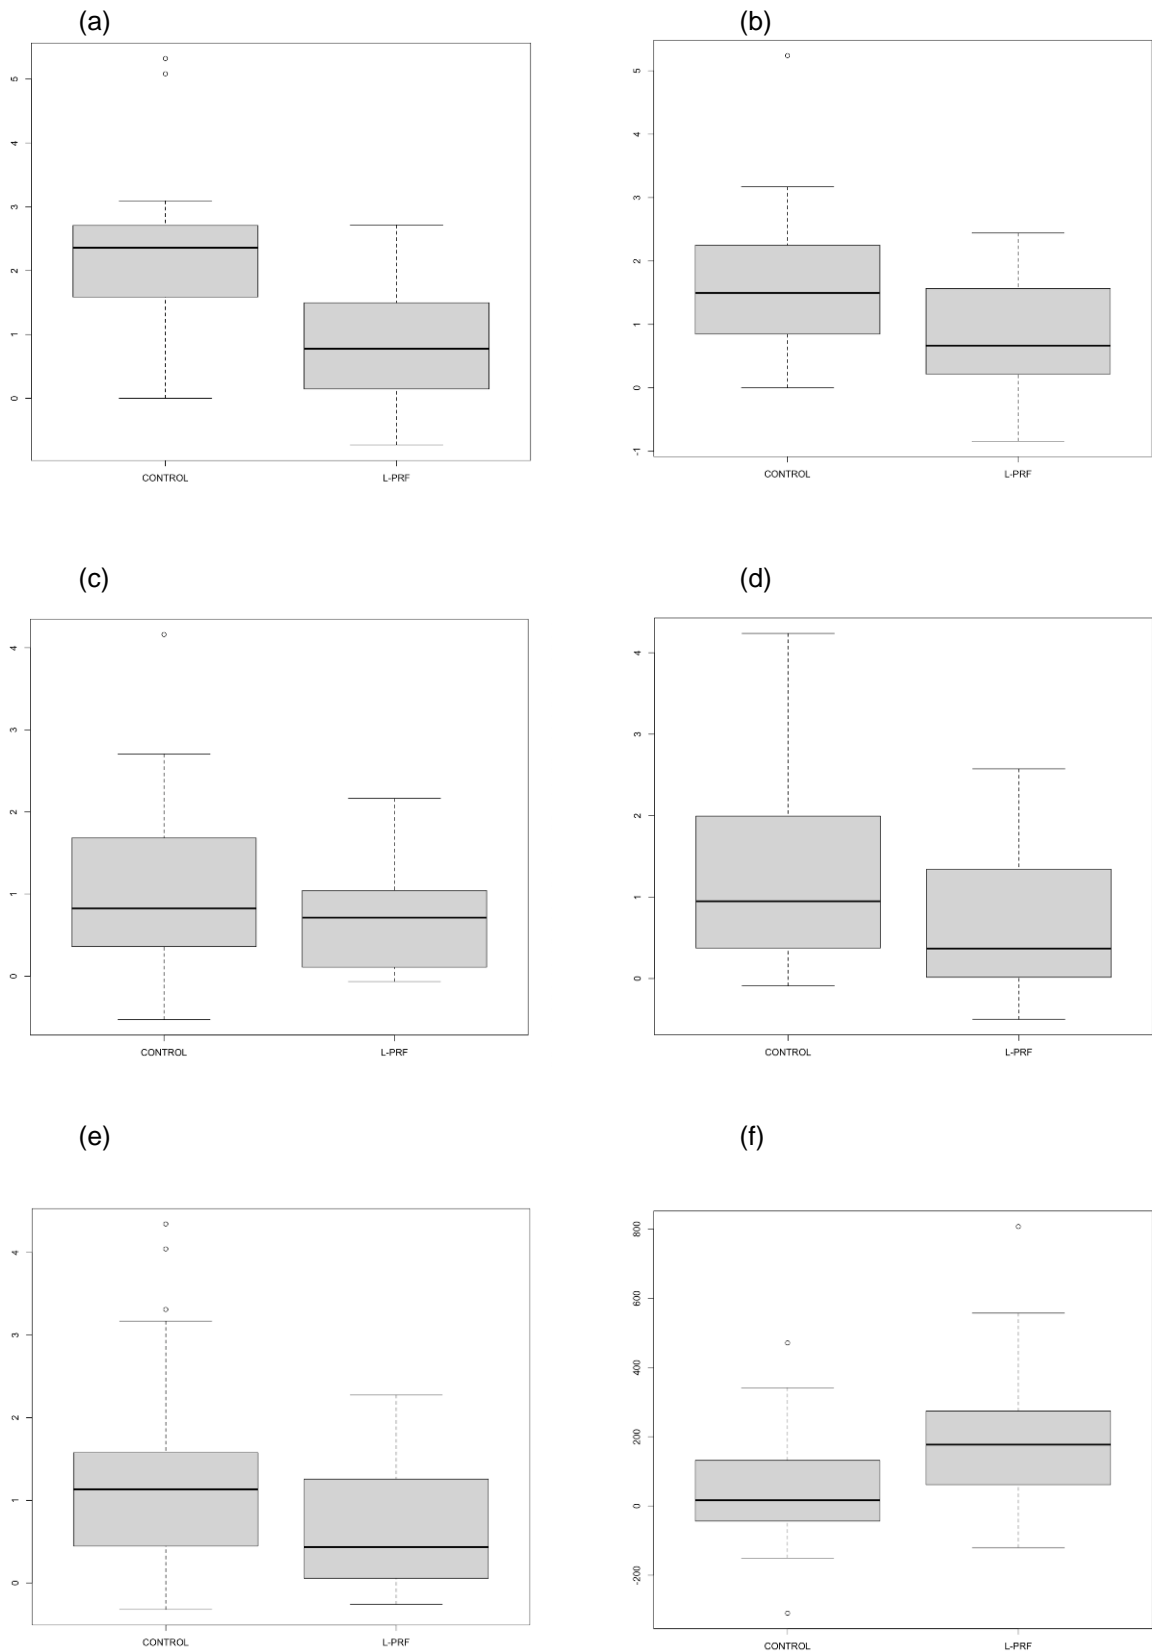 (a)
(b)
5
4
3
2
1
0
CONTROL
L-PRF
5
4
3
2
1
0
-1
CONTROL
L-PRF
(c)
(d)
4
3
2
1
0
CONTROL
L-PRF
4
3
2
1
0
CONTROL
L-PRF
(e)
(f)
4
3
2
1
0
CONTROL
L-PRF
800
600
400
200
0
-200
CONTROL
L-PRF